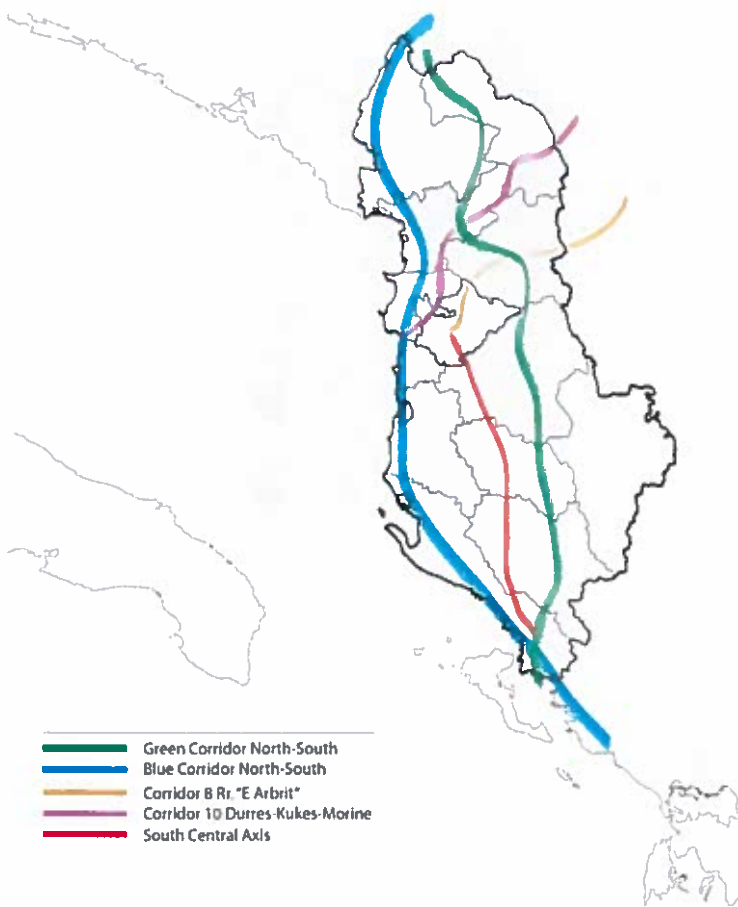 Green Corridor North-South
Blue Corridor North-South
Corridor 8 Rr. "E Arbrit"
Corridor 10 Durres-Kukes-Morine
South Central Axis